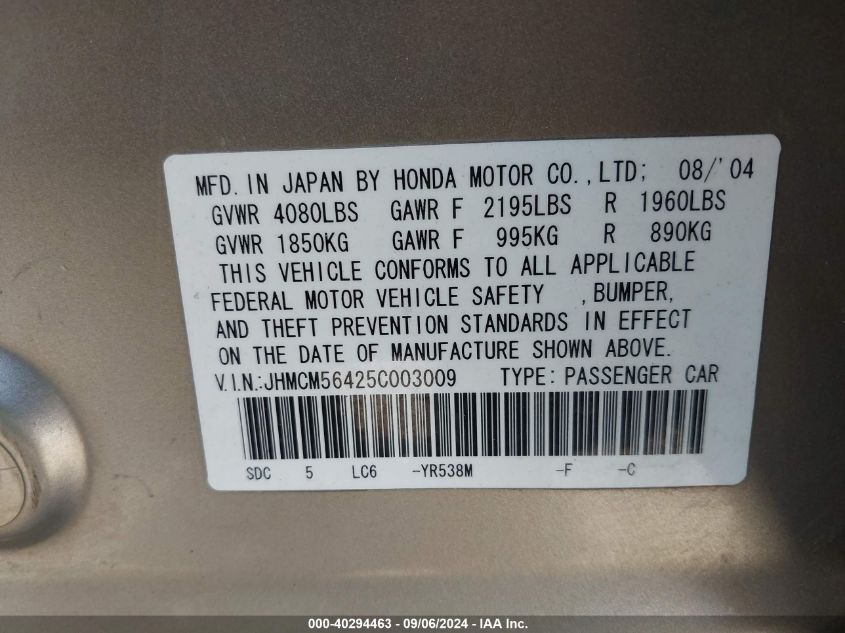 MFD. IN JAPAN BY HONDA MOTOR CO.,LTD; 08/'04
GVWR 4080LBS GAWR F 2195LBS R 1960LBS
GVWR 1850KG GAWR F 995KG R 890KG
THIS VEHICLE CONFORMS TO ALL APPLICABLE
FEDERAL MOTOR VEHICLE SAFETY , BUMPER,
AND THEFT PREVENTION STANDARDS IN EFFECT
ON THE DATE OF MANUFACTURE SHOWN ABOVE.
V.I.N.:JHMCM56425C003009 TYPE: PASSENGER CAR
SDC 5 LC6 -YR538M -F -C
000-40294463 - 09/06/2024 - IAA Inc.